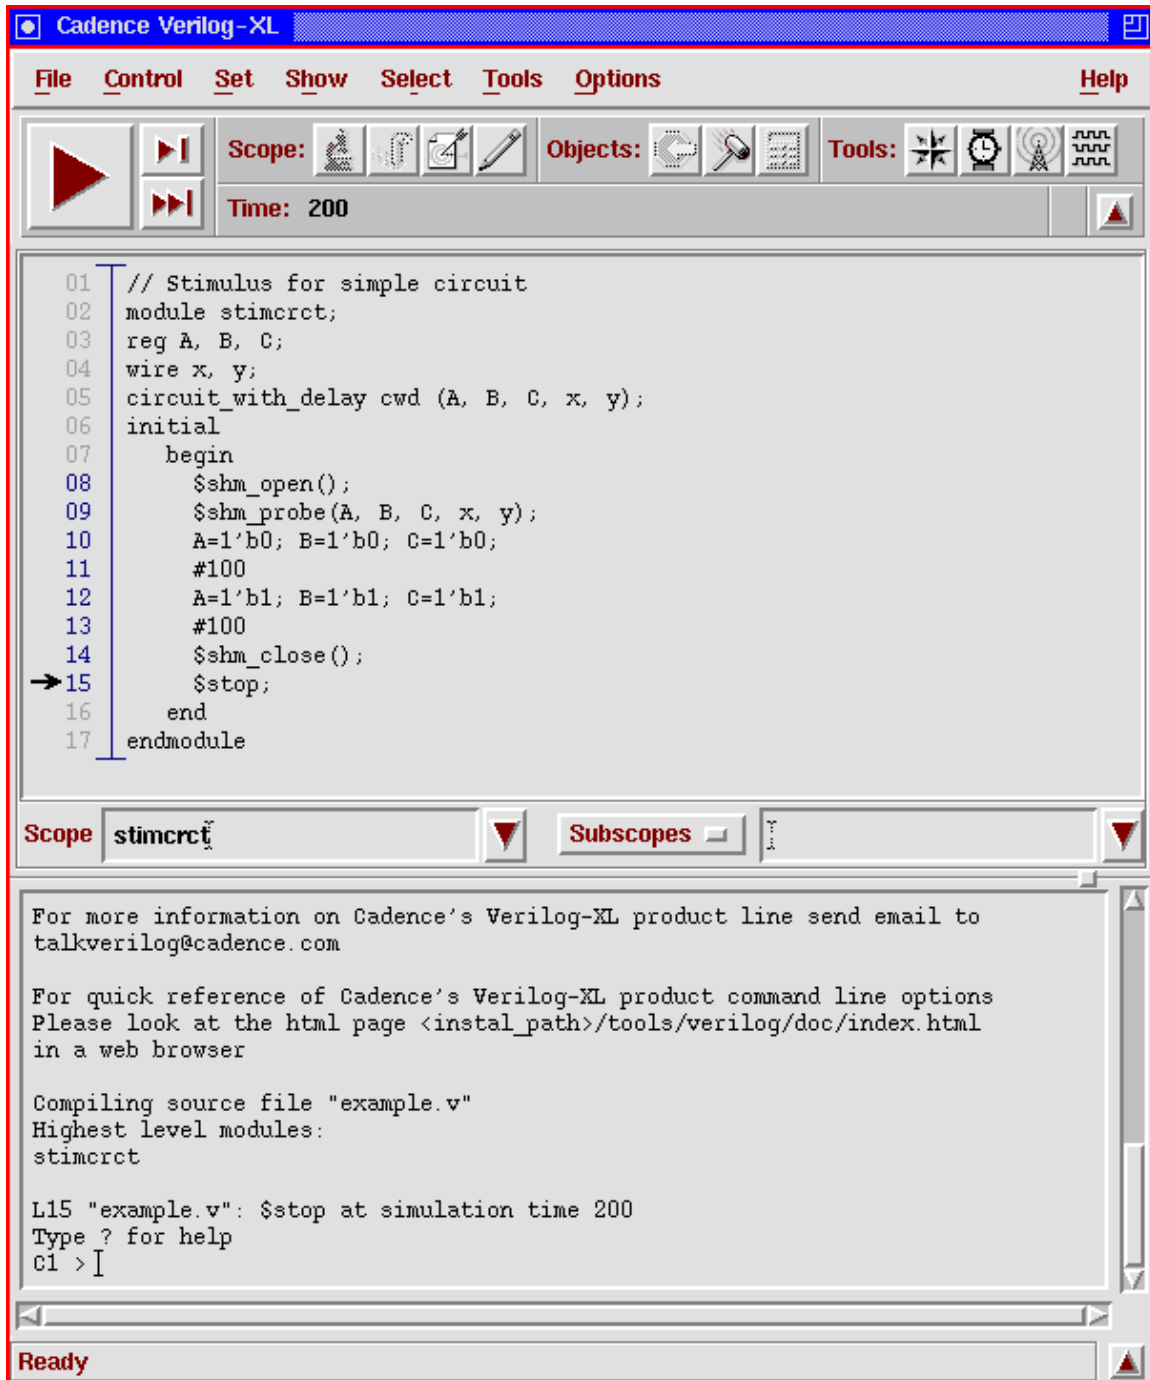 Cadence Verilog-XL
File Control Set Show Select Tools Options Help
Scope: Objects: Tools:
Time: 200
01 // Stimulus for simple circuit
02 module stimcrct;
03 reg A, B, C;
04 wire x, y;
05 circuit_with_delay cwd (A, B, C, x, y);
06 initial
07 begin
08 $shm_open();
09 $shm_probe(A, B, C, x, y);
10 A=1'b0; B=1'b0; C=1'b0;
11 #100
12 A=1'b1; B=1'b1; C=1'b1;
13 #100
14 $shm_close();
15 $stop;
16 end
17 endmodule
Scope stimcrct Subscopes
For more information on Cadence's Verilog-XL product line send email to
talkverilog@cadence.com
For quick reference of Cadence's Verilog-XL product command line options
Please look at the html page <instal_path>/tools/verilog/doc/index.html
in a web browser
Compiling source file "example.v"
Highest level modules:
stimcrct
L15 "example.v": $stop at simulation time 200
Type ? for help
C1 >
Ready